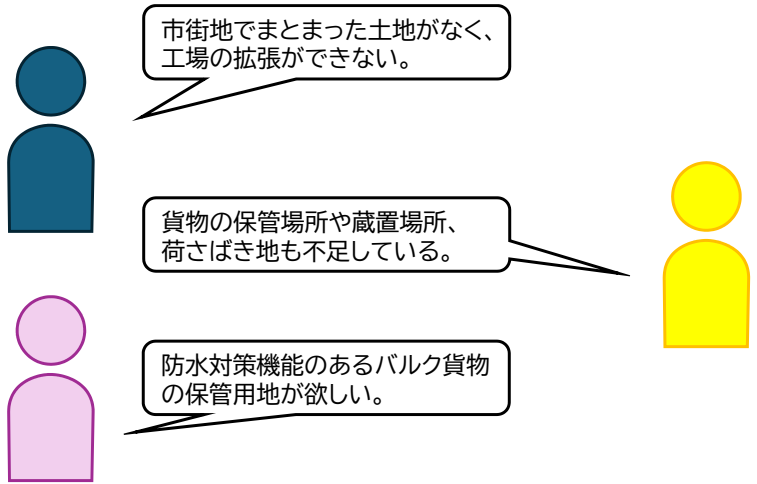 市街地でまとまった土地がなく、
工場の拡張ができない。
貨物の保管場所や蔵置場所、
荷さばき地も不足している。
防水対策機能のあるバルク貨物
の保管用地が欲しい。